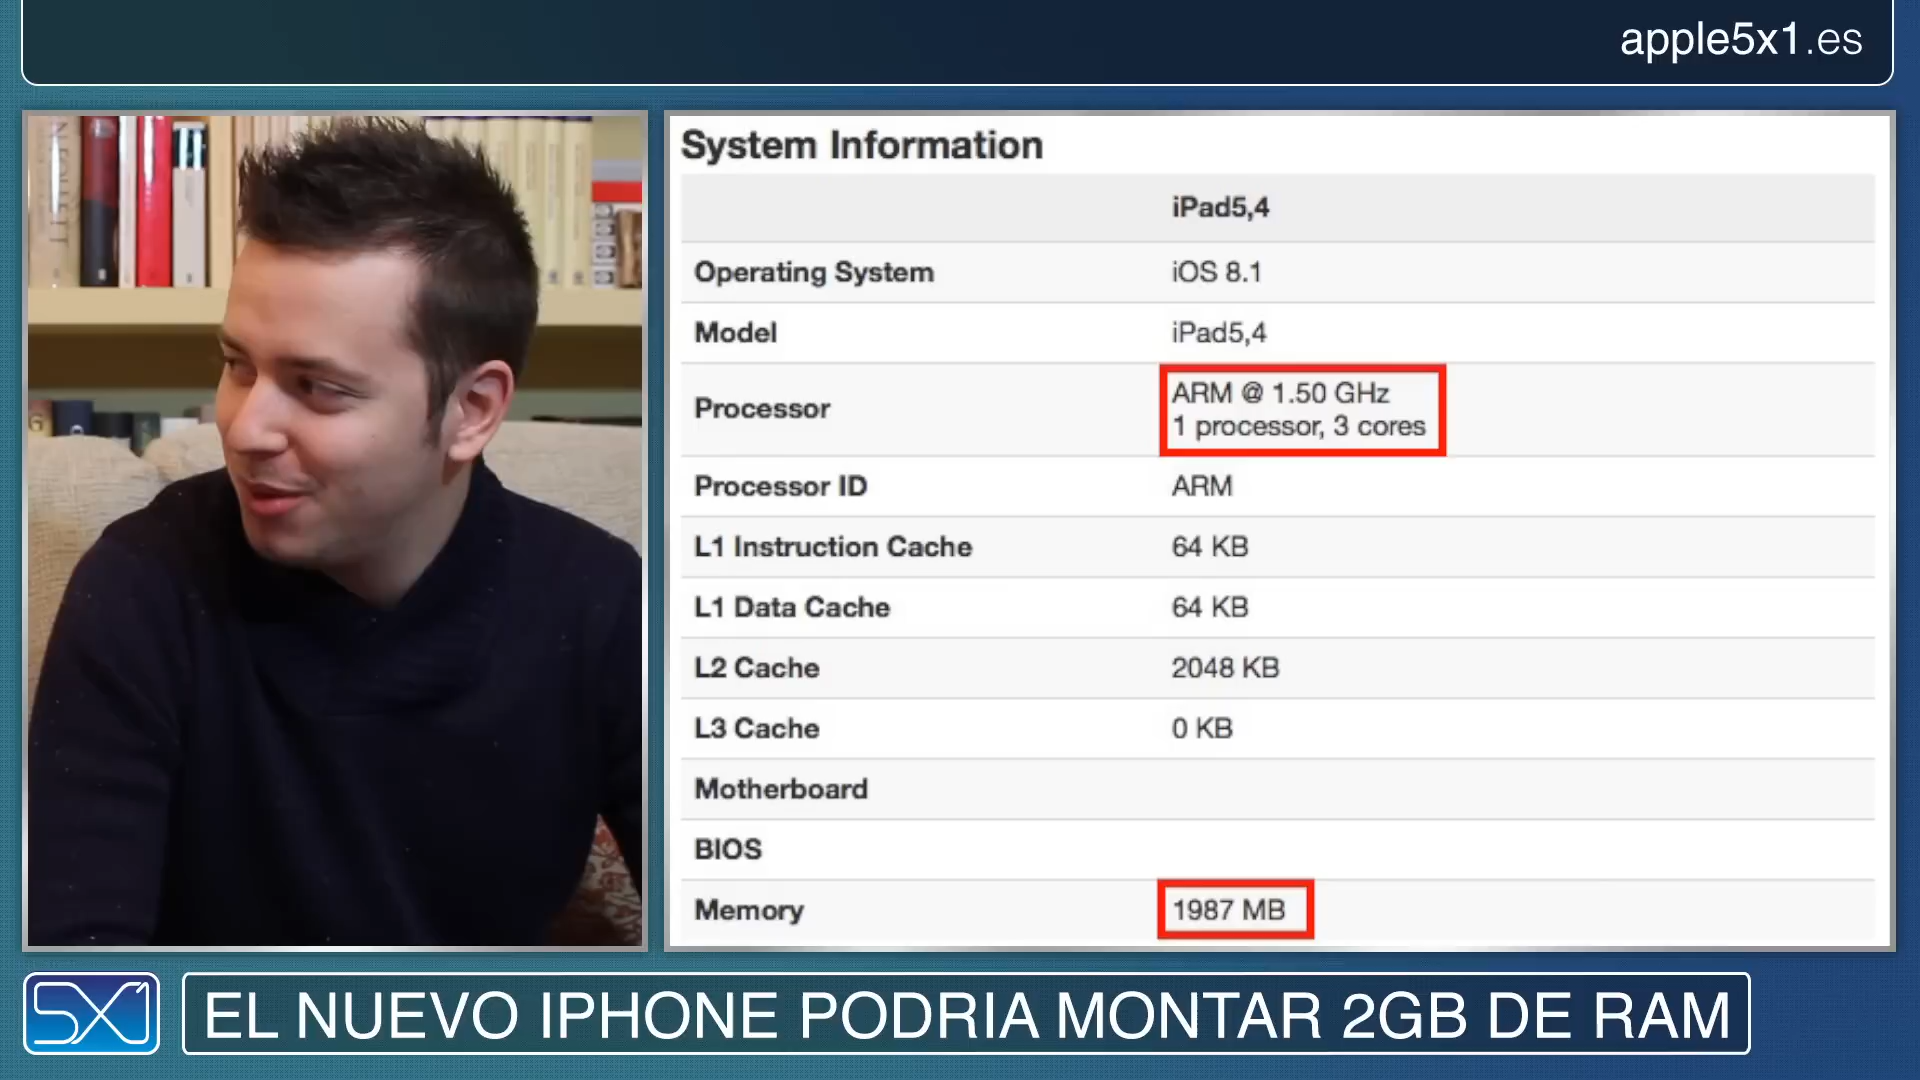 apple5x1.es
System Information
iPad5,4
Operating System iOS 8.1
Model iPad5,4
Processor ARM @ 1.50 GHz
1 processor, 3 cores
Processor ID ARM
L1 Instruction Cache 64 KB
L1 Data Cache 64 KB
L2 Cache 2048 KB
L3 Cache 0 KB
Motherboard
BIOS
Memory 1987 MB
5X1 EL NUEVO IPHONE PODRIA MONTAR 2GB DE RAM